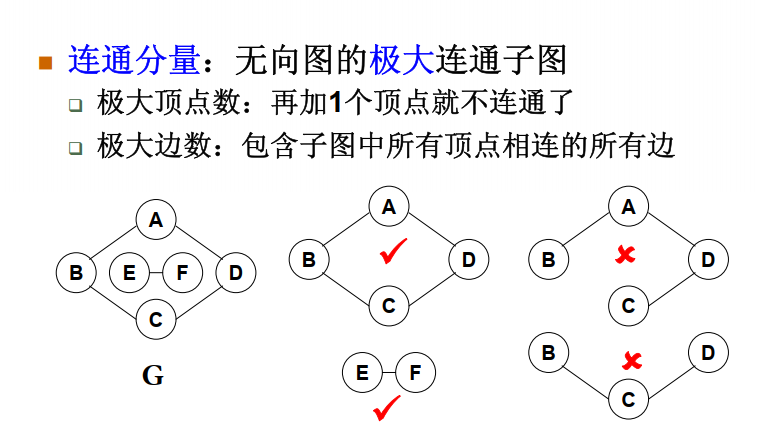 连通分量：无向图的极大连通子图
极大顶点数：再加1个顶点就不连通了
极大边数：包含子图中所有顶点相连的所有边
A
B E F D
C
G
A
B D
C
E F
A
B D
C
B D
C